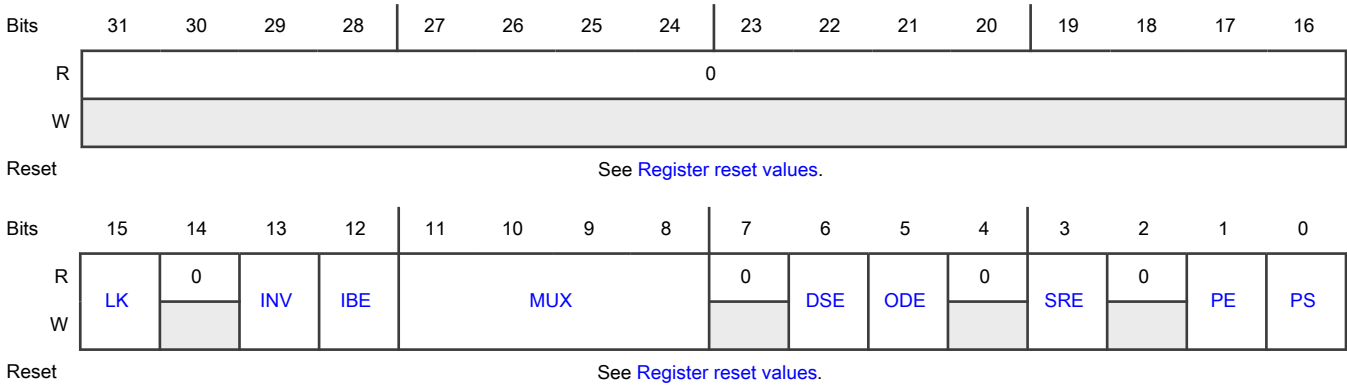 Bits 31 30 29 28 27 26 25 24 23 22 21 20 19 18 17 16
R 0
W
Reset See Register reset values.
Bits 15 14 13 12 11 10 9 8 7 6 5 4 3 2 1 0
R LK 0 INV IBE MUX 0 DSE ODE 0 SRE 0 PE PS
W
Reset See Register reset values.